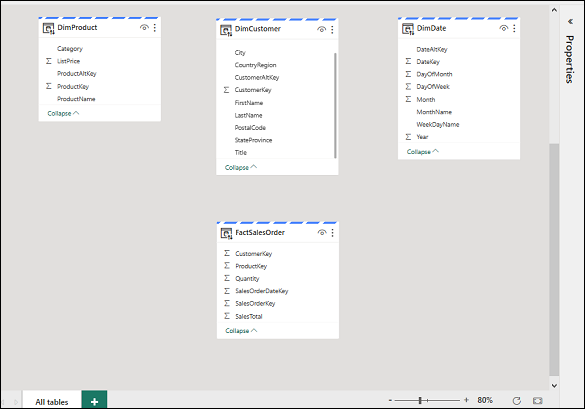 DimProduct
Category
Σ ListPrice
ProductAltKey
Σ ProductKey
ProductName
Collapse
DimCustomer
City
CountryRegion
CustomerAltKey
Σ CustomerKey
FirstName
LastName
PostalCode
StateProvince
Title
Collapse
DimDate
DateAltKey
Σ DateKey
Σ DayOfMonth
Σ DayOfWeek
Σ Month
MonthName
WeekDayName
Σ Year
Collapse
FactSalesOrder
Σ CustomerKey
Σ ProductKey
Σ Quantity
Σ SalesOrderDateKey
Σ SalesOrderKey
Σ SalesTotal
Collapse
Properties
All tables
+
- + 80%